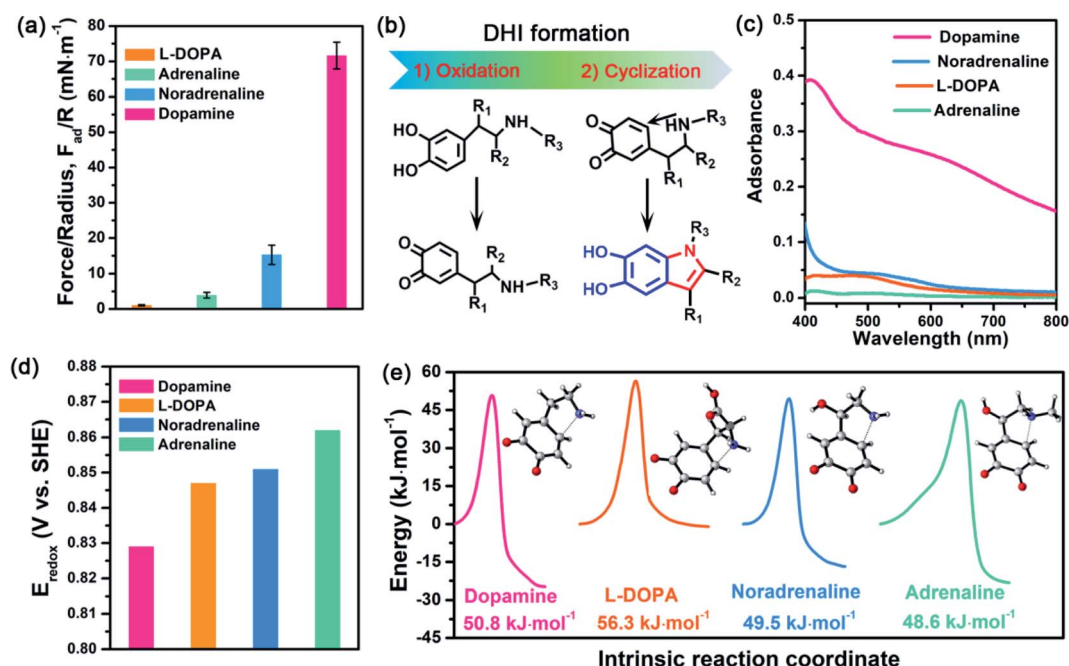 (a)
Force/Radius, F_ad/R (mN·m⁻¹)
80
70
60
50
40
30
20
10
0
L-DOPA
Adrenaline
Noradrenaline
Dopamine
(b)
DHI formation
1) Oxidation
2) Cyclization
HO
HO
R₁
NH
R₃
R₂
O
O
R₂
NH
R₃
R₁
O
O
HN
R₃
R₂
R₁
HO
HO
R₃
N
R₂
R₁
(c)
Adsorbance
0.5
0.4
0.3
0.2
0.1
0.0
Dopamine
Noradrenaline
L-DOPA
Adrenaline
400 500 600 700 800
Wavelength (nm)
(d)
E_redox (V vs. SHE)
0.88
0.87
0.86
0.85
0.84
0.83
0.82
0.81
0.80
Dopamine
L-DOPA
Noradrenaline
Adrenaline
(e)
Energy (kJ·mol⁻¹)
60
45
30
15
0
-15
-30
-45
Dopamine
50.8 kJ·mol⁻¹
L-DOPA
56.3 kJ·mol⁻¹
Noradrenaline
49.5 kJ·mol⁻¹
Adrenaline
48.6 kJ·mol⁻¹
Intrinsic reaction coordinate